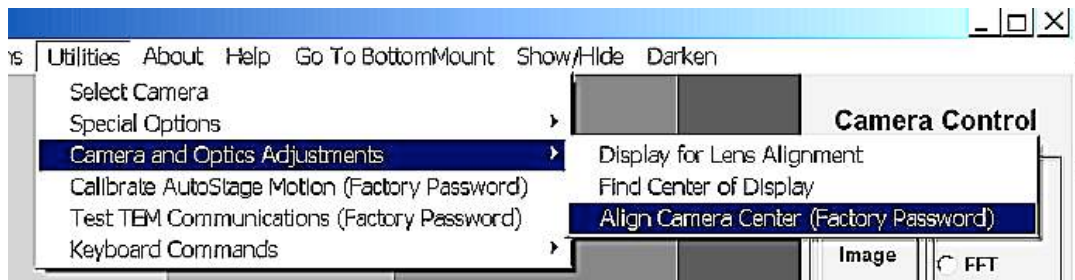 ns Utilities About Help Go To BottomMount Show/Hide Darken
Select Camera
Special Options
Camera and Optics Adjustments
Calibrate AutoStage Motion (Factory Password)
Test TEM Communications (Factory Password)
Keyboard Commands
Camera Control
Display for Lens Alignment
Find Center of Display
Align Camera Center (Factory Password)
Image
FFT